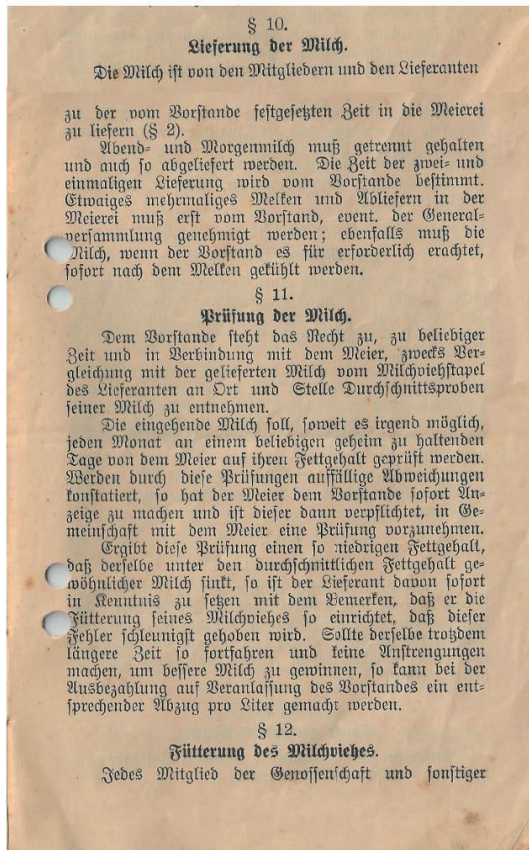 § 10.
Lieferung der Milch.
Die Milch ist von den Mitgliedern und den Lieferanten
zu der vom Vorstande festgesetzten Zeit in die Meierei
zu liefern (§ 2).
Abend- und Morgenmilch muß getrennt gehalten
und auch so abgeliefert werden. Die Zeit der zwei- und
einmaligen Lieferung wird vom Vorstande bestimmt.
Etwaiges mehrmaliges Melken und Abliefern in der
Meierei muß erst vom Vorstand, event. der General-
versammlung genehmigt werden; ebenfalls muß die
Milch, wenn der Vorstand es für erforderlich erachtet,
sofort nach dem Melken gekühlt werden.
§ 11.
Prüfung der Milch.
Dem Vorstande steht das Recht zu, zu beliebiger
Zeit und in Verbindung mit dem Meier, zwecks Ver-
gleichung mit der gelieferten Milch vom Milchviehstapel
des Lieferanten an Ort und Stelle Durchschnittsproben
seiner Milch zu entnehmen.
Die eingehende Milch soll, soweit es irgend möglich,
jeden Monat an einem beliebigen geheim zu haltenden
Tage von dem Meier auf ihren Fettgehalt geprüft werden.
Werden durch diese Prüfungen auffällige Abweichungen
konstatiert, so hat der Meier dem Vorstande sofort An-
zeige zu machen und ist dieser dann verpflichtet, in Ge-
meinschaft mit dem Meier eine Prüfung vorzunehmen.
Ergibt diese Prüfung einen so niedrigen Fettgehalt,
daß derselbe unter den durchschnittlichen Fettgehalt ge-
wöhnlicher Milch sinkt, so ist der Lieferant davon sofort
in Kenntnis zu setzen mit dem Bemerken, daß er die
Fütterung seines Milchviehes so einrichtet, daß dieser
Fehler schleunigst gehoben wird. Sollte derselbe trotzdem
längere Zeit so fortfahren und keine Anstrengungen
machen, um bessere Milch zu gewinnen, so kann bei der
Ausbezahlung auf Veranlassung des Vorstandes ein ent-
sprechender Abzug pro Liter gemacht werden.
§ 12.
Fütterung des Milchviehes.
Jedes Mitglied der Genossenschaft und sonstiger